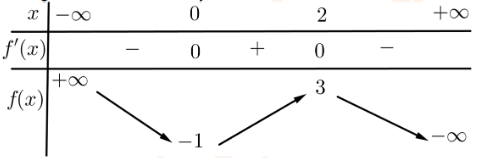 x −∞ 0 2 +∞
f′(x) − 0 + 0 −
+∞ 3
f(x)
−1 −∞